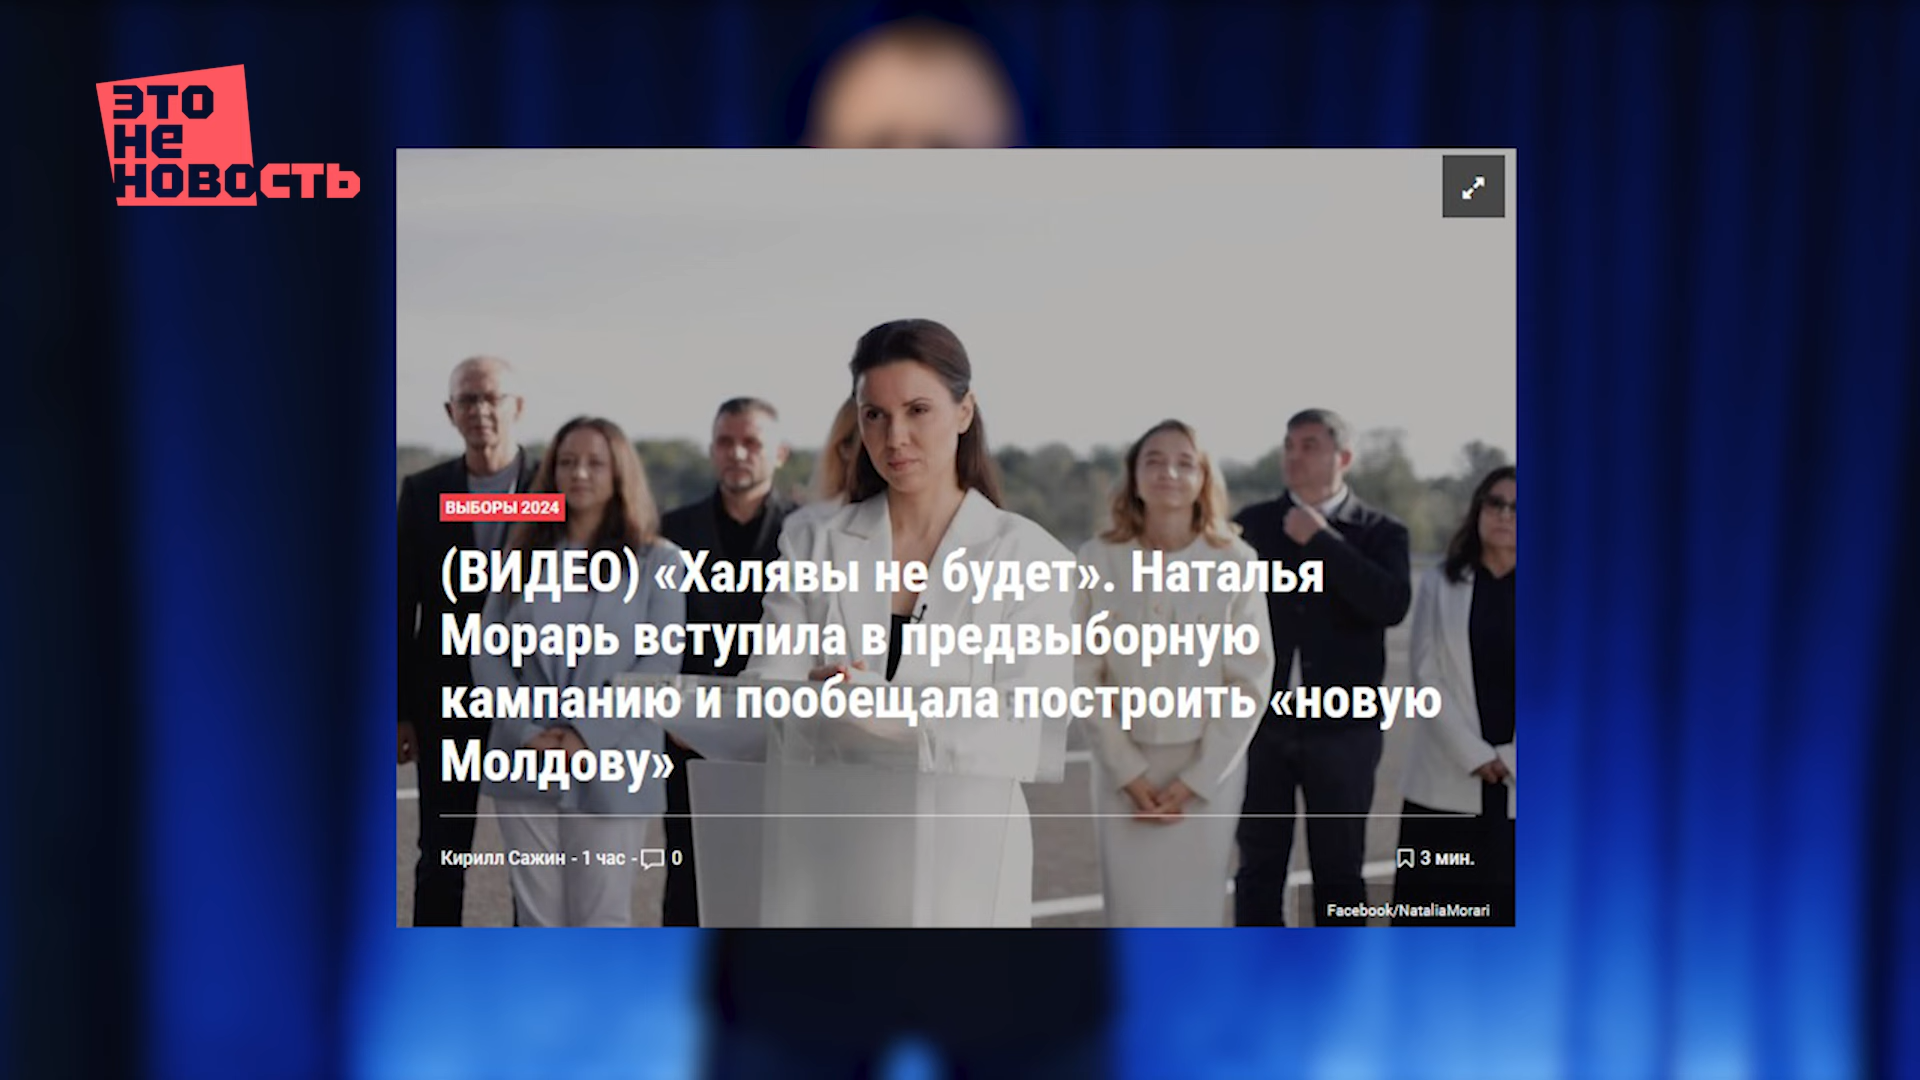 ЭТО
НЕ
НОВОСТЬ
ВЫБОРЫ 2024
(ВИДЕО) «Халявы не будет». Наталья
Морарь вступила в предвыборную
кампанию и пообещала построить «новую
Молдову»
Кирилл Сажин - 1 час - 0
3 мин.
Facebook/NataliaMorari